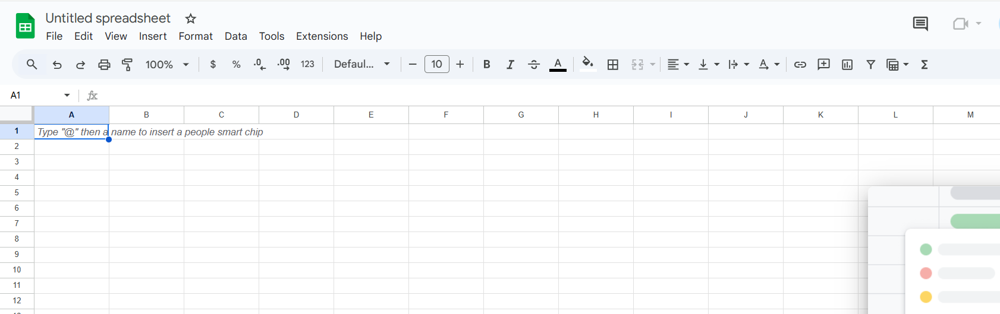 Untitled spreadsheet
File Edit View Insert Format Data Tools Extensions Help
100% $ % .0 .00 123 Defaul... 10 B I S A A Σ
A1 fx
A B C D E F G H I J K L M
1 Type "@" then a name to insert a people smart chip
2
3
4
5
6
7
8
9
10
11
12